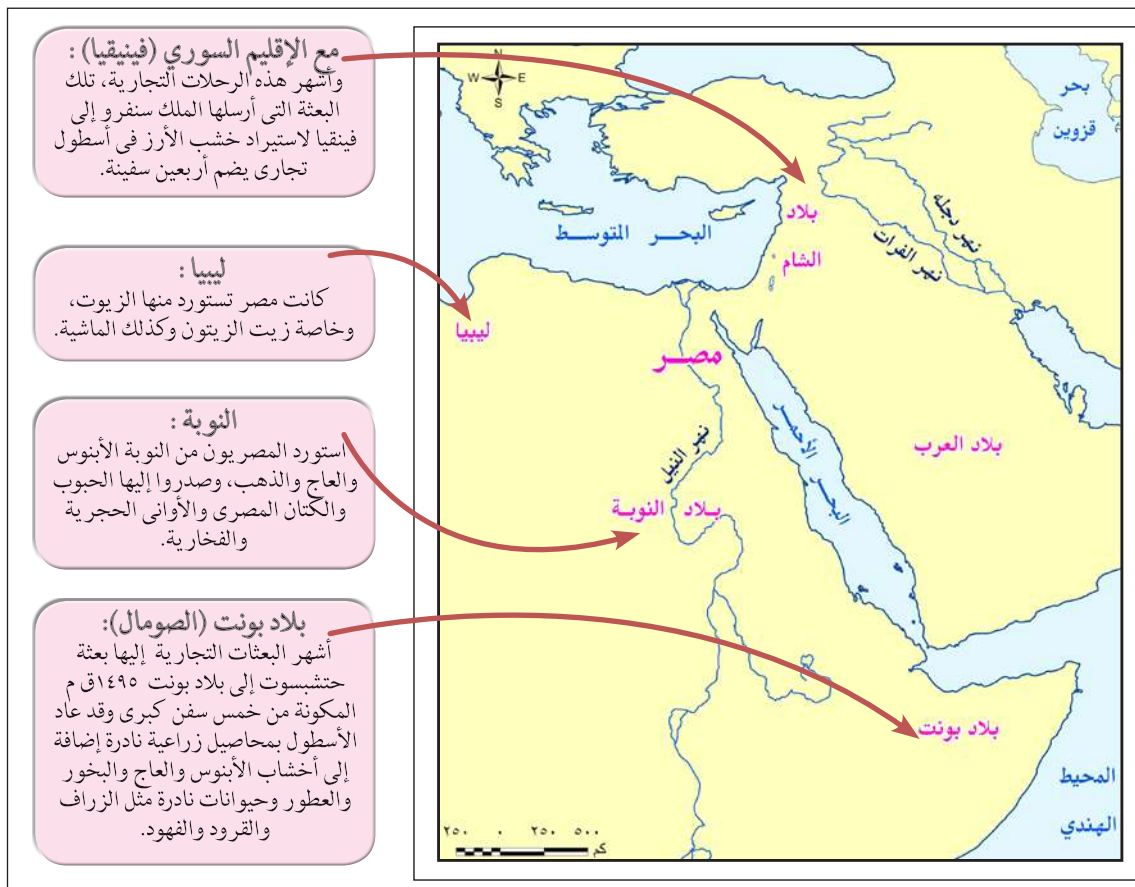 مع الإقليم السوري (فينيقيا) :
وأشهر هذه الرحلات التجارية، تلك
البعثة التى أرسلها الملك سنفرو إلى
فينقيا لاستيراد خشب الأرز فى أسطول
تجارى يضم أربعين سفينة.
ليبيا :
كانت مصر تستورد منها الزيوت،
وخاصة زيت الزيتون وكذلك الماشية.
النوبة :
استورد المصريون من النوبة الأبنوس
والعاج والذهب، وصدروا إليها الحبوب
والكتان المصرى والأوانى الحجرية
والفخارية.
بلاد بونت (الصومال):
أشهر البعثات التجارية إليها بعثة
حتشبسوت إلى بلاد بونت ١٤٩٥ق م
المكونة من خمس سفن كبرى وقد عاد
الأسطول بمحاصيل زراعية نادرة إضافة
إلى أخشاب الأبنوس والعاج والبخور
والعطور وحيوانات نادرة مثل الزراف
والقرود والفهود.
N
W E
S
بحر
قزوين
نهر دجله
نهر الفرات
بلاد
الشام
البحر المتوسط
ليبيا
مصر
نهر النيل
البحر الأحمر
بلاد العرب
بلاد النوبة
بلاد بونت
المحيط
الهندي
٢٥٠ ٠ ٢٥٠ ٥٠٠
كم